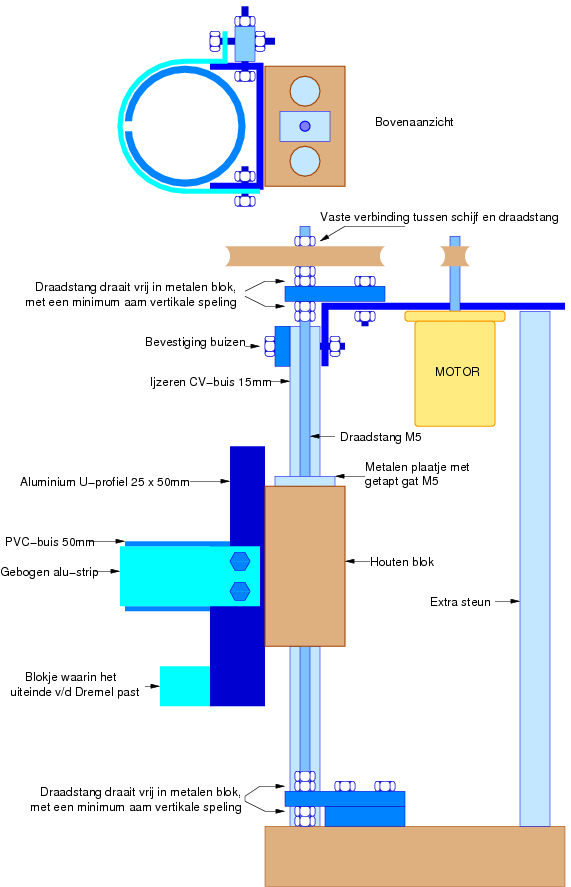 Bovenaanzicht
Vaste verbinding tussen schijf en draadstang
Draadstang draait vrij in metalen blok,
met een minimum aam vertikale speling
Bevestiging buizen
MOTOR
Ijzeren CV-buis 15mm
Draadstang M5
Metalen plaatje met
getapt gat M5
Aluminium U-profiel 25 x 50mm
PVC-buis 50mm
Gebogen alu-strip
Houten blok
Extra steun
Blokje waarin het
uiteinde v/d Dremel past
Draadstang draait vrij in metalen blok,
met een minimum aam vertikale speling